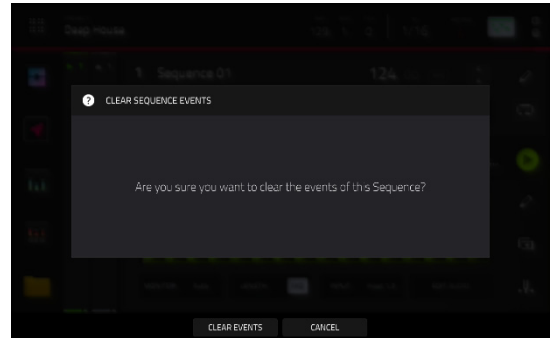 Deep House
1 Sequence 01
124
CLEAR SEQUENCE EVENTS
Are you sure you want to clear the events of this Sequence?
CLEAR EVENTS
CANCEL